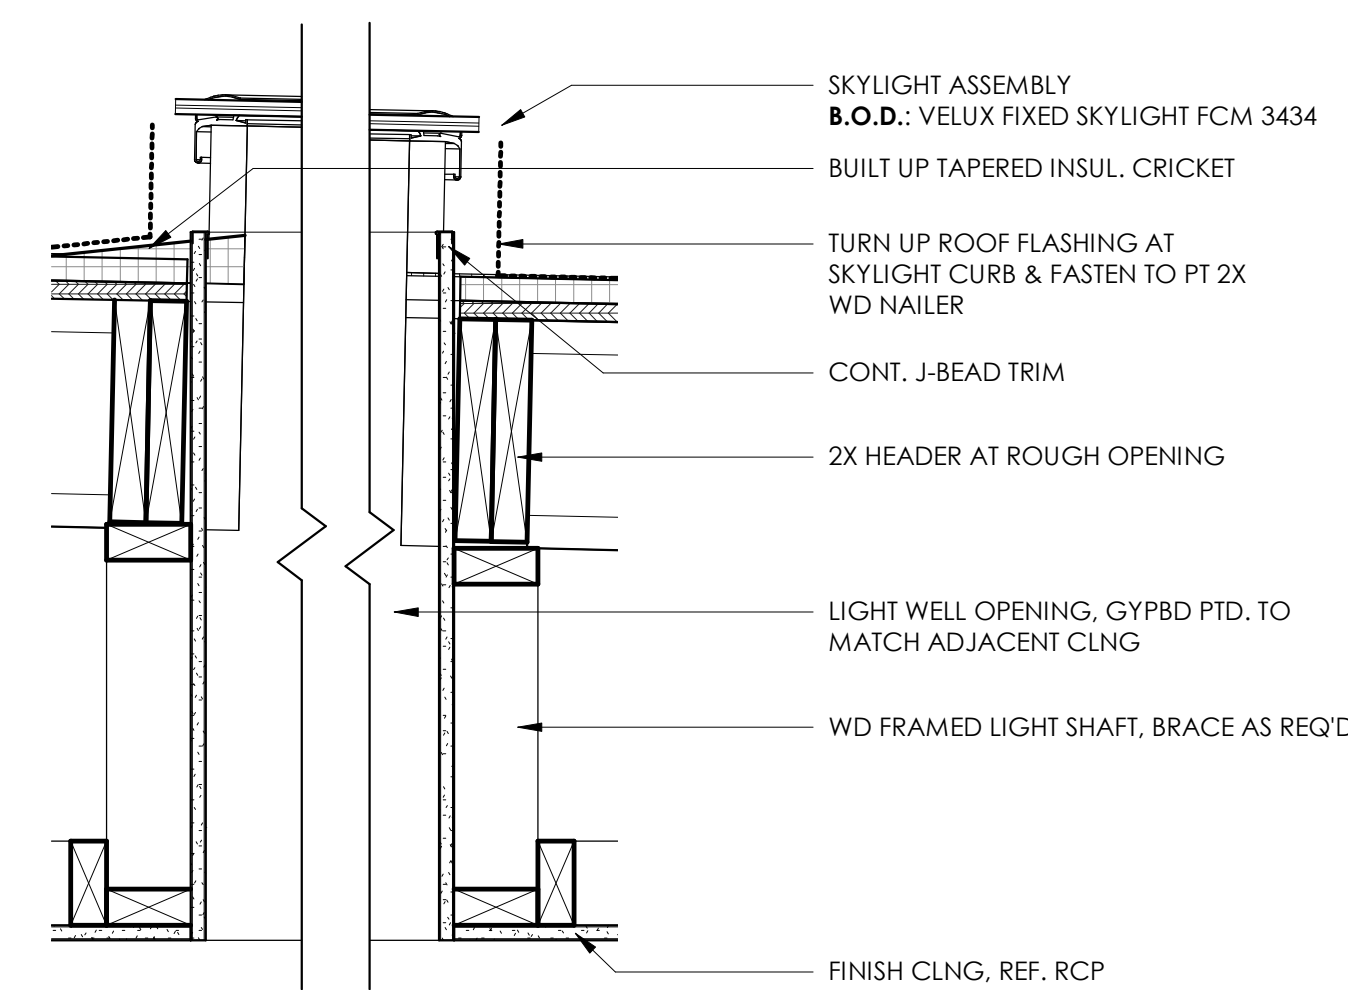 SKYLIGHT ASSEMBLY
B.O.D.: VELUX FIXED SKYLIGHT FCM 3434
BUILT UP TAPERED INSUL. CRICKET
TURN UP ROOF FLASHING AT
SKYLIGHT CURB & FASTEN TO PT 2X
WD NAILER
CONT. J-BEAD TRIM
2X HEADER AT ROUGH OPENING
LIGHT WELL OPENING, GYPBD PTD. TO
MATCH ADJACENT CLNG
WD FRAMED LIGHT SHAFT, BRACE AS REQ'D
FINISH CLNG, REF. RCP